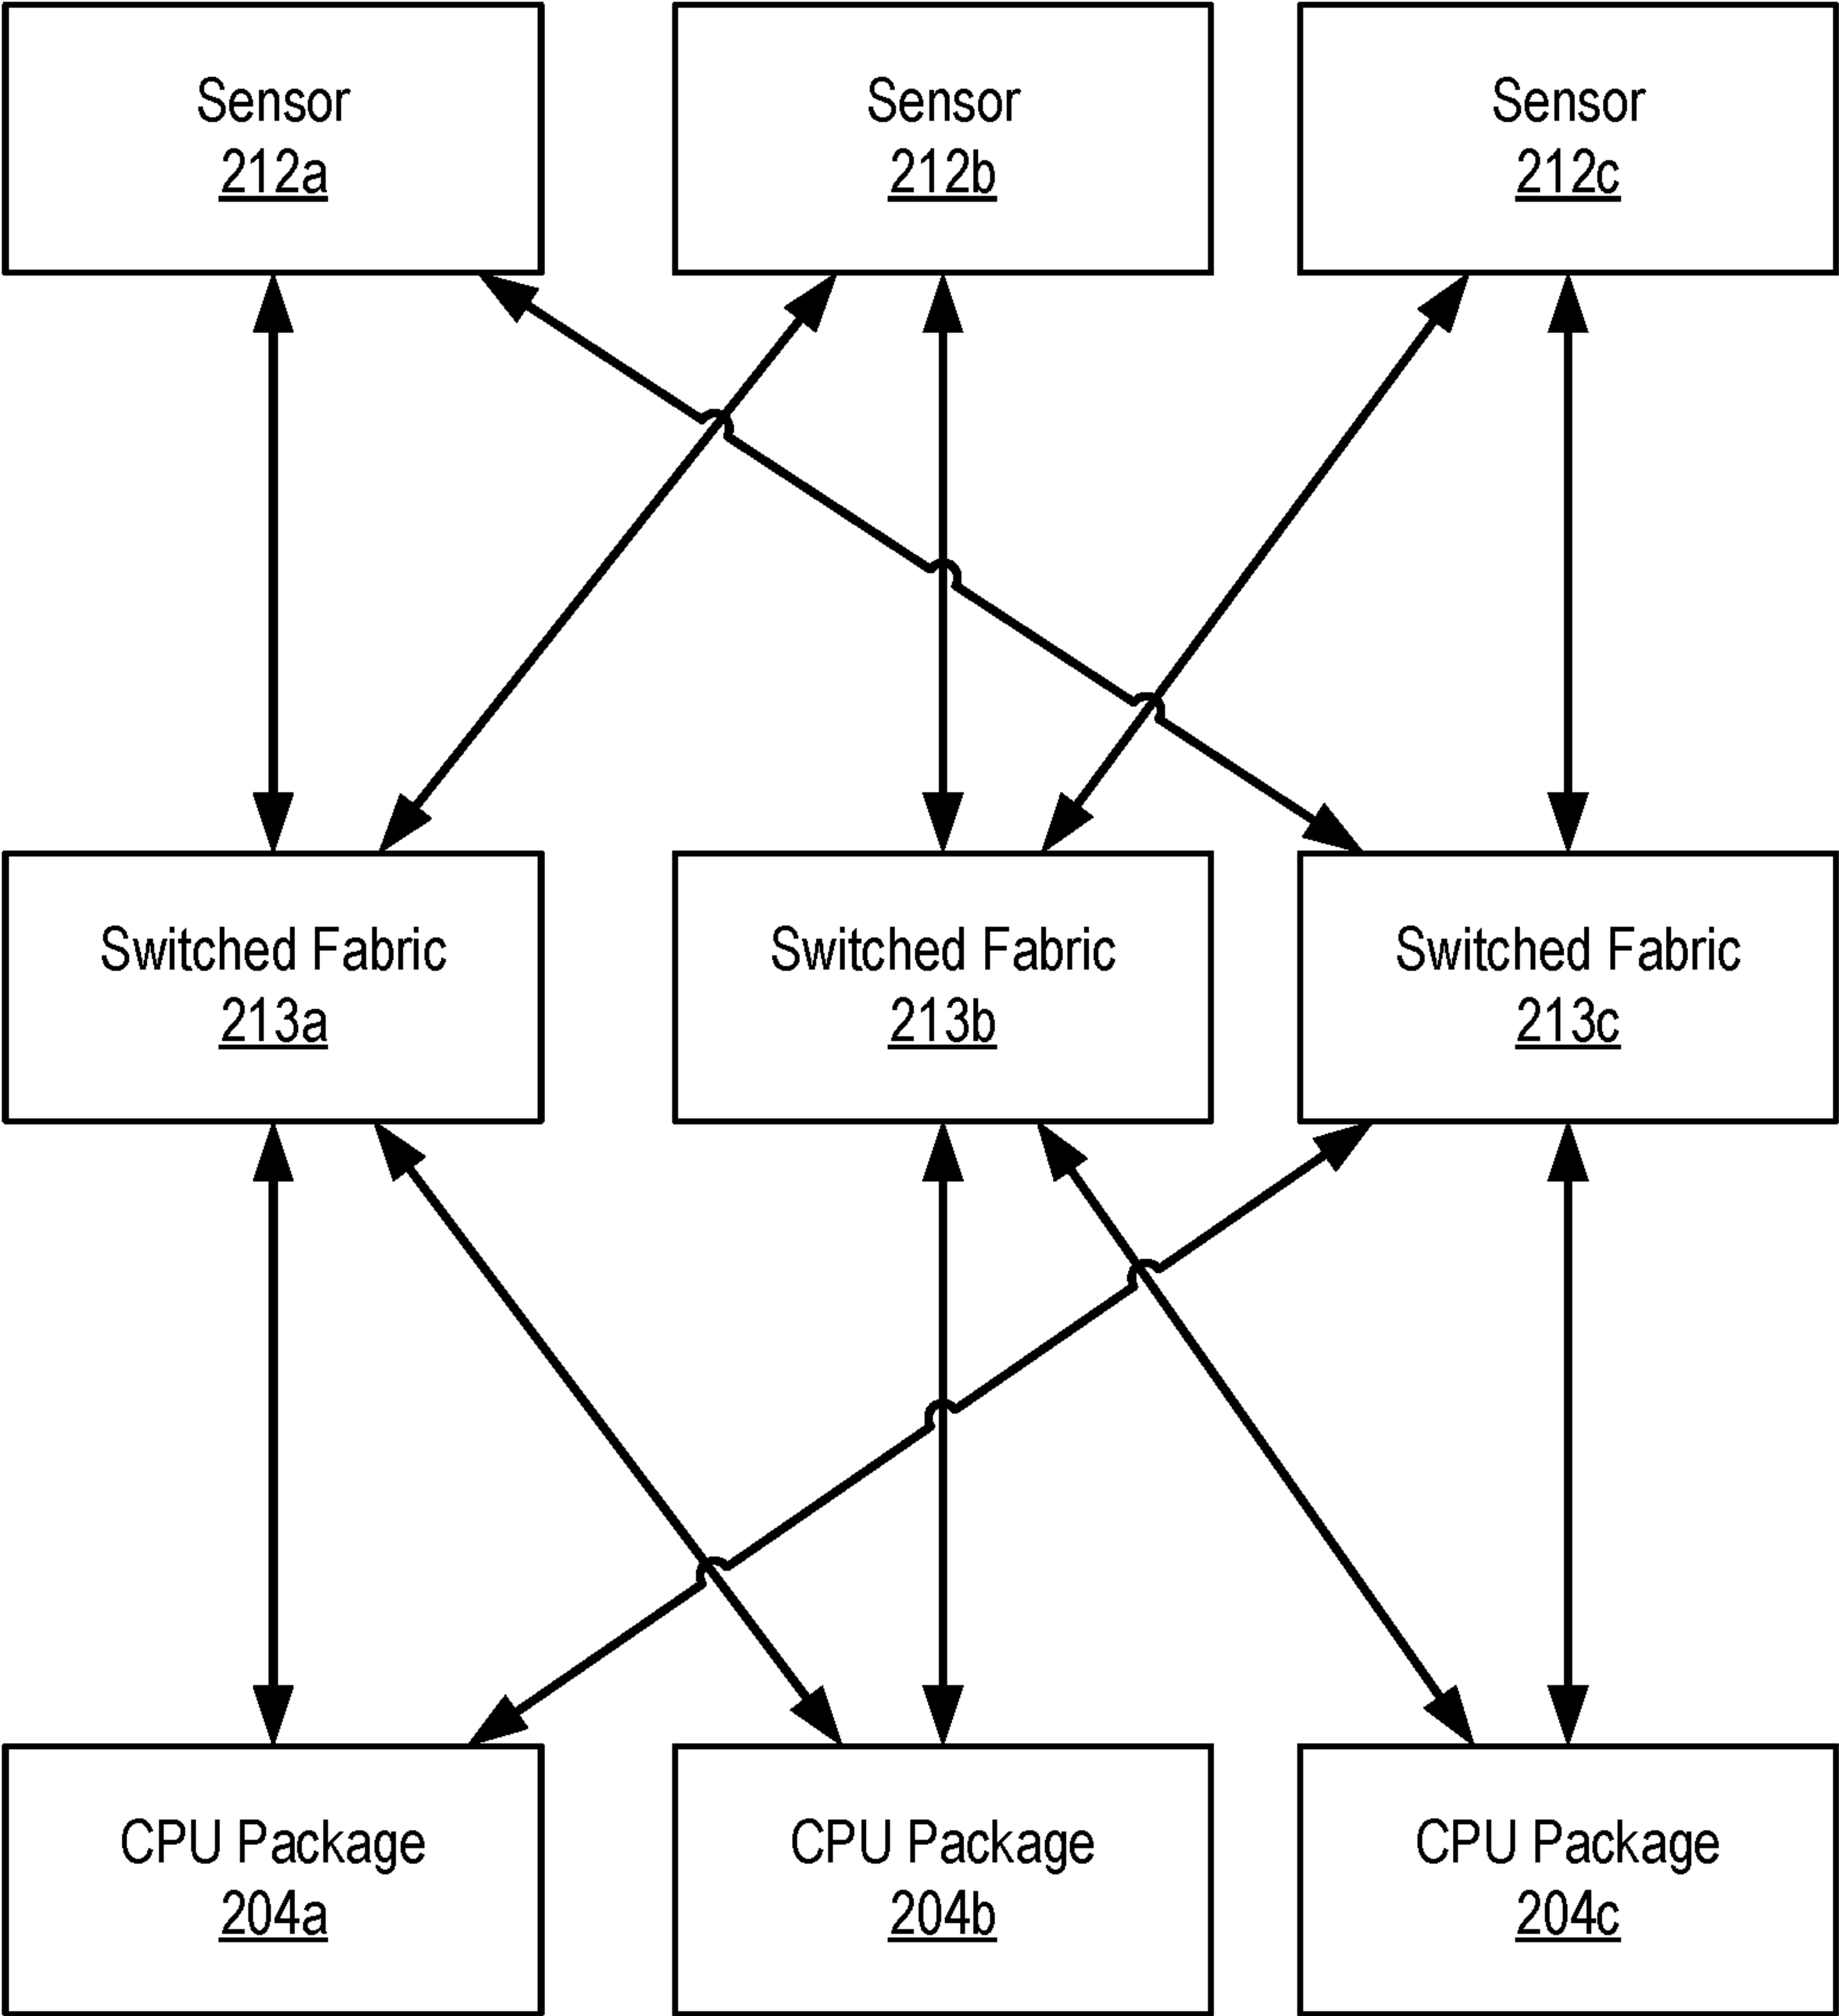 Sensor
212a
Sensor
212b
Sensor
212c
Switched Fabric
213a
Switched Fabric
213b
Switched Fabric
213c
CPU Package
204a
CPU Package
204b
CPU Package
204c